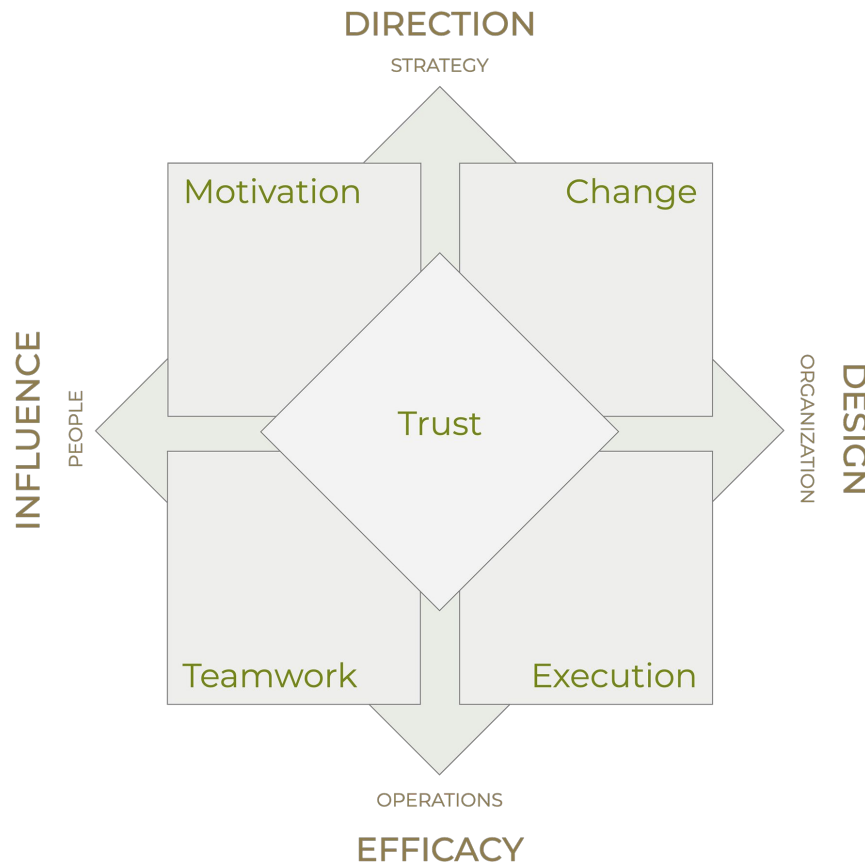 DIRECTION
STRATEGY
Motivation
Change
INFLUENCE
PEOPLE
Trust
ORGANIZATION
DESIGN
Teamwork
Execution
OPERATIONS
EFFICACY